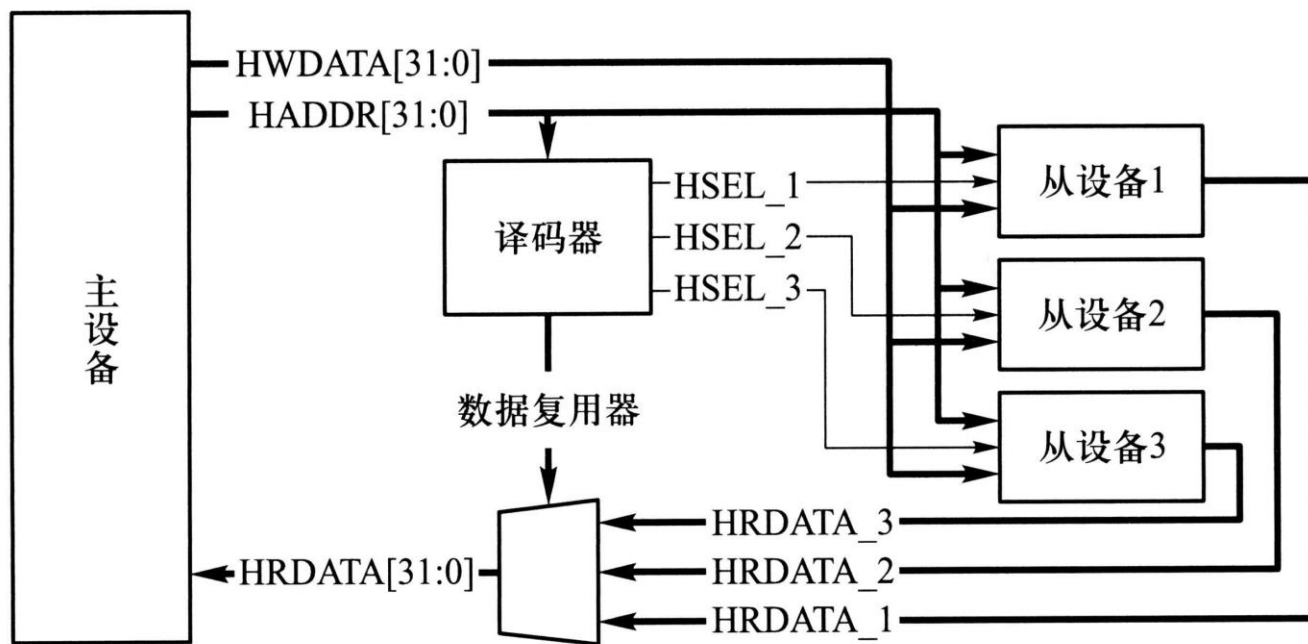 HWDATA[31:0]
HADDR[31:0]
主设备
译码器
HSEL_1
HSEL_2
HSEL_3
从设备1
从设备2
从设备3
数据复用器
HRDATA_3
HRDATA[31:0]
HRDATA_2
HRDATA_1